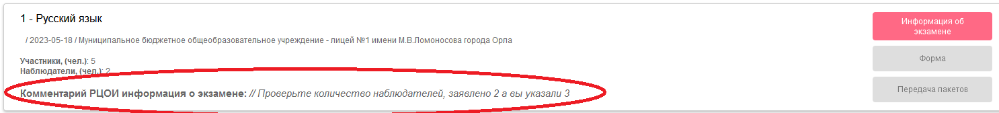 1 - Русский язык
/ 2023-05-18 / Муниципальное бюджетное общеобразовательное учреждение - лицей №1 имени М.В.Ломоносова города Орла
Участники, (чел.): 5
Наблюдатели, (чел.): 2
Комментарий РЦОИ информация о экзамене: // Проверьте количество наблюдателей, заявлено 2 а вы указали 3
Информация об
экзамене
Форма
Передача пакетов